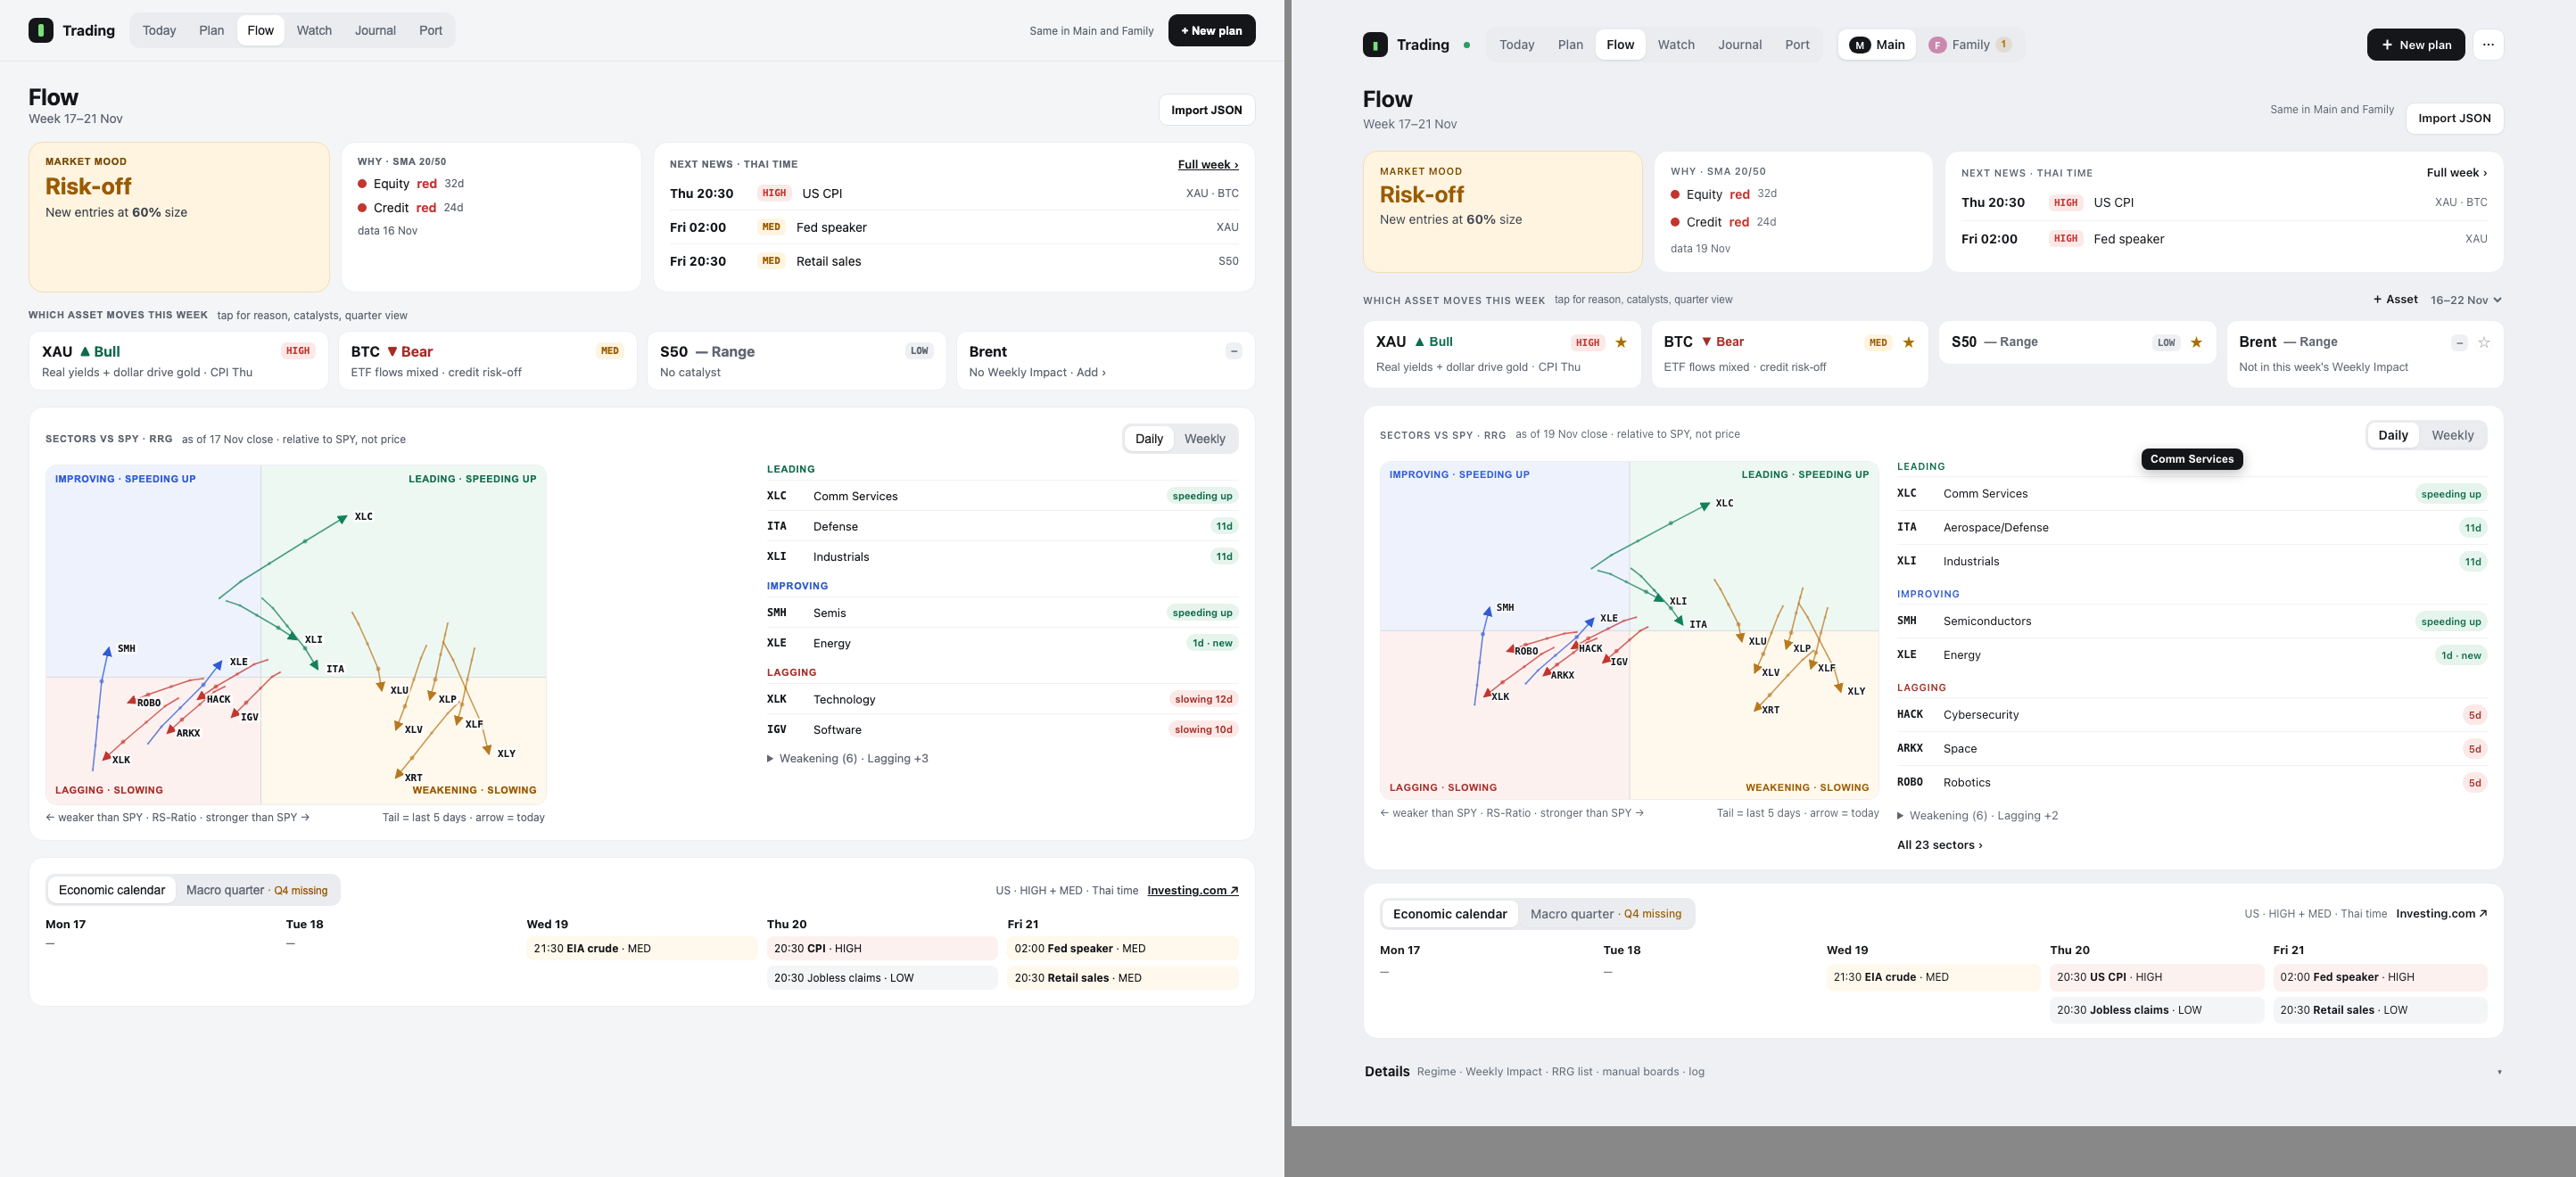 Trading Today Plan Flow Watch Journal Port Same in Main and Family + New plan
Flow
Week 17–21 Nov
Import JSON
MARKET MOOD
Risk-off
New entries at 60% size
WHY · SMA 20/50
Equity red 32d
Credit red 24d
data 16 Nov
NEXT NEWS · THAI TIME Full week ›
Thu 20:30 HIGH US CPI XAU · BTC
Fri 02:00 MED Fed speaker XAU
Fri 20:30 MED Retail sales S50
WHICH ASSET MOVES THIS WEEK tap for reason, catalysts, quarter view
XAU ▲ Bull HIGH
Real yields + dollar drive gold · CPI Thu
BTC ▼ Bear MED
ETF flows mixed · credit risk-off
S50 — Range LOW
No catalyst
Brent –
No Weekly Impact · Add ›
SECTORS VS SPY · RRG as of 17 Nov close · relative to SPY, not price Daily Weekly
IMPROVING · SPEEDING UP LEADING · SPEEDING UP
XLC
XLI
SMH
XLE
ITA
XLU
ROBO
HACK
XLP
IGV
XLF
XLV
ARKX
XLY
XLK
XRT
LAGGING · SLOWING WEAKENING · SLOWING
← weaker than SPY · RS-Ratio · stronger than SPY → Tail = last 5 days · arrow = today
LEADING
XLC Comm Services speeding up
ITA Defense 11d
XLI Industrials 11d
IMPROVING
SMH Semis speeding up
XLE Energy 1d · new
LAGGING
XLK Technology slowing 12d
IGV Software slowing 10d
▶ Weakening (6) · Lagging +3
Economic calendar Macro quarter · Q4 missing US · HIGH + MED · Thai time Investing.com ↗
Mon 17 Tue 18 Wed 19 Thu 20 Fri 21
— — 21:30 EIA crude · MED 20:30 CPI · HIGH 02:00 Fed speaker · MED
20:30 Jobless claims · LOW 20:30 Retail sales · MED
Trading Today Plan Flow Watch Journal Port M Main F Family 1 + New plan ···
Flow
Week 17–21 Nov
Same in Main and Family Import JSON
MARKET MOOD
Risk-off
New entries at 60% size
WHY · SMA 20/50
Equity red 32d
Credit red 24d
data 19 Nov
NEXT NEWS · THAI TIME Full week ›
Thu 20:30 HIGH US CPI XAU · BTC
Fri 02:00 HIGH Fed speaker XAU
WHICH ASSET MOVES THIS WEEK tap for reason, catalysts, quarter view + Asset 16–22 Nov
XAU ▲ Bull HIGH ★
Real yields + dollar drive gold · CPI Thu
BTC ▼ Bear MED ★
ETF flows mixed · credit risk-off
S50 — Range LOW ★
Brent — Range – ☆
Not in this week's Weekly Impact
SECTORS VS SPY · RRG as of 19 Nov close · relative to SPY, not price Daily Weekly
Comm Services
IMPROVING · SPEEDING UP LEADING · SPEEDING UP
XLC
XLI
SMH
XLE
ITA
XLU
HACK
XLP
ROBO
IGV
XLF
XLV
ARKX
XLY
XLK
XRT
LAGGING · SLOWING WEAKENING · SLOWING
← weaker than SPY · RS-Ratio · stronger than SPY → Tail = last 5 days · arrow = today
LEADING
XLC Comm Services speeding up
ITA Aerospace/Defense 11d
XLI Industrials 11d
IMPROVING
SMH Semiconductors speeding up
XLE Energy 1d · new
LAGGING
HACK Cybersecurity 5d
ARKX Space 5d
ROBO Robotics 5d
▶ Weakening (6) · Lagging +2
All 23 sectors ›
Economic calendar Macro quarter · Q4 missing US · HIGH + MED · Thai time Investing.com ↗
Mon 17 Tue 18 Wed 19 Thu 20 Fri 21
— — 21:30 EIA crude · MED 20:30 US CPI · HIGH 02:00 Fed speaker · HIGH
20:30 Jobless claims · LOW 20:30 Retail sales · LOW
Details Regime · Weekly Impact · RRG list · manual boards · log ▾